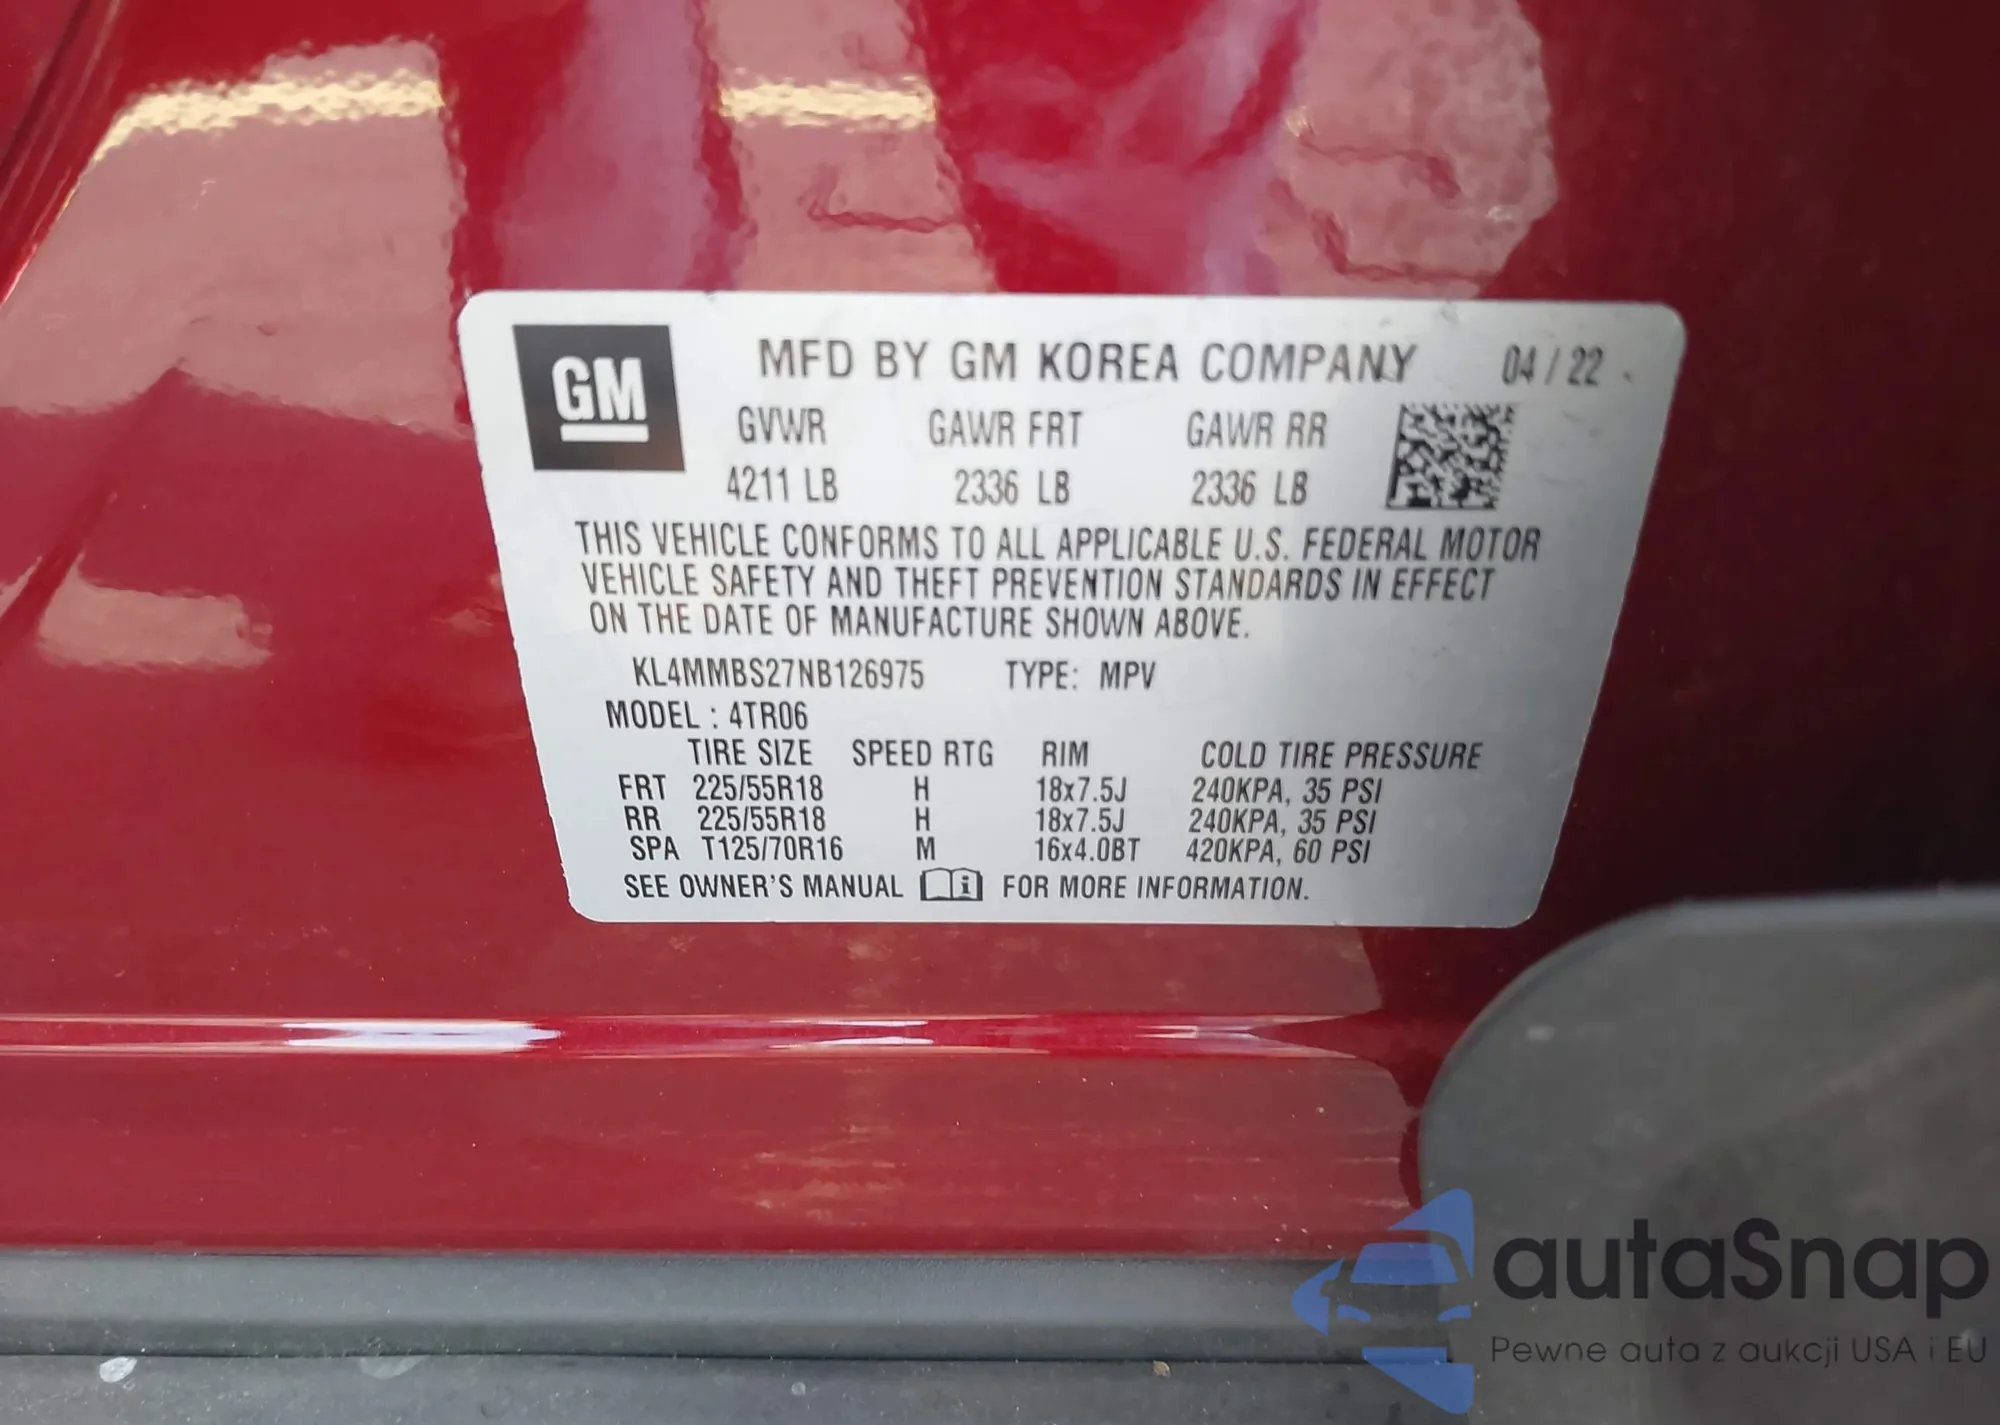 GM
MFD BY GM KOREA COMPANY 04 / 22
GVWR GAWR FRT GAWR RR
4211 LB 2336 LB 2336 LB
THIS VEHICLE CONFORMS TO ALL APPLICABLE U.S. FEDERAL MOTOR
VEHICLE SAFETY AND THEFT PREVENTION STANDARDS IN EFFECT
ON THE DATE OF MANUFACTURE SHOWN ABOVE.
KL4MMBS27NB126975 TYPE: MPV
MODEL : 4TR06
TIRE SIZE SPEED RTG RIM COLD TIRE PRESSURE
FRT 225/55R18 H 18x7.5J 240KPA, 35 PSI
RR 225/55R18 H 18x7.5J 240KPA, 35 PSI
SPA T125/70R16 M 16x4.0BT 420KPA, 60 PSI
SEE OWNER'S MANUAL i FOR MORE INFORMATION.
autaSnap
Pewne auta z aukcji USA i EU